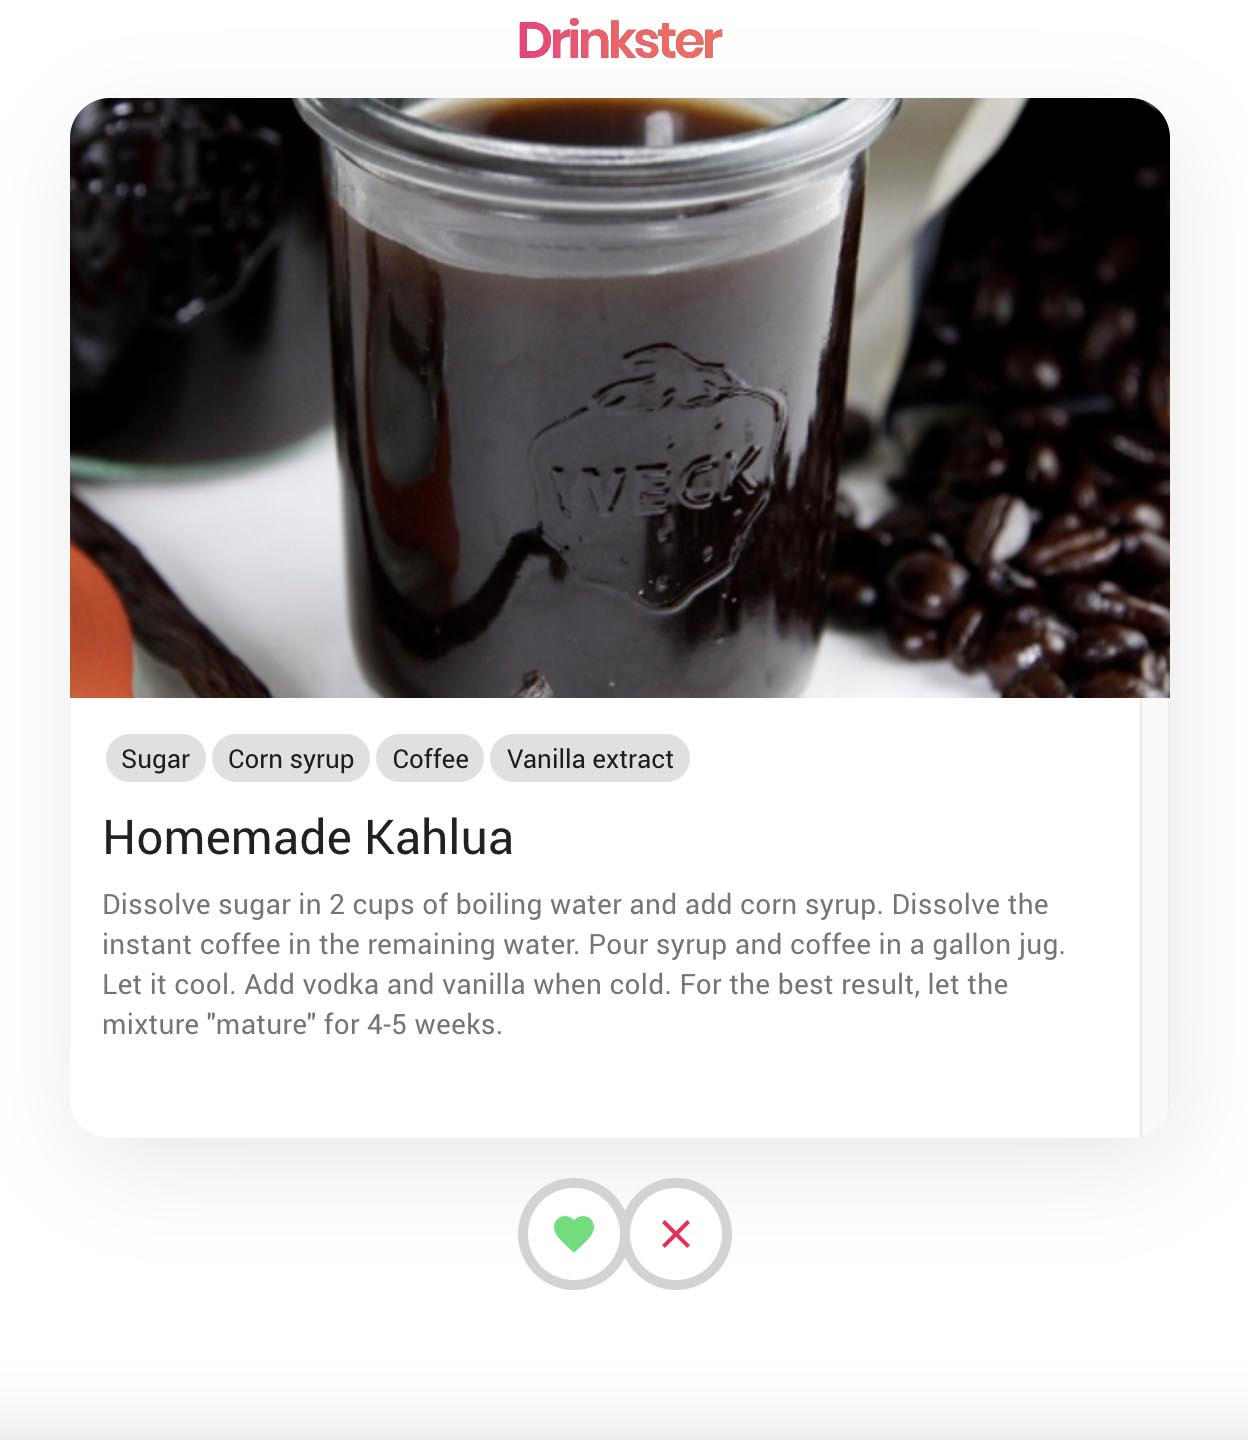 Drinkster
WECK
Sugar Corn syrup Coffee Vanilla extract
Homemade Kahlua
Dissolve sugar in 2 cups of boiling water and add corn syrup. Dissolve the
instant coffee in the remaining water. Pour syrup and coffee in a gallon jug.
Let it cool. Add vodka and vanilla when cold. For the best result, let the
mixture "mature" for 4-5 weeks.